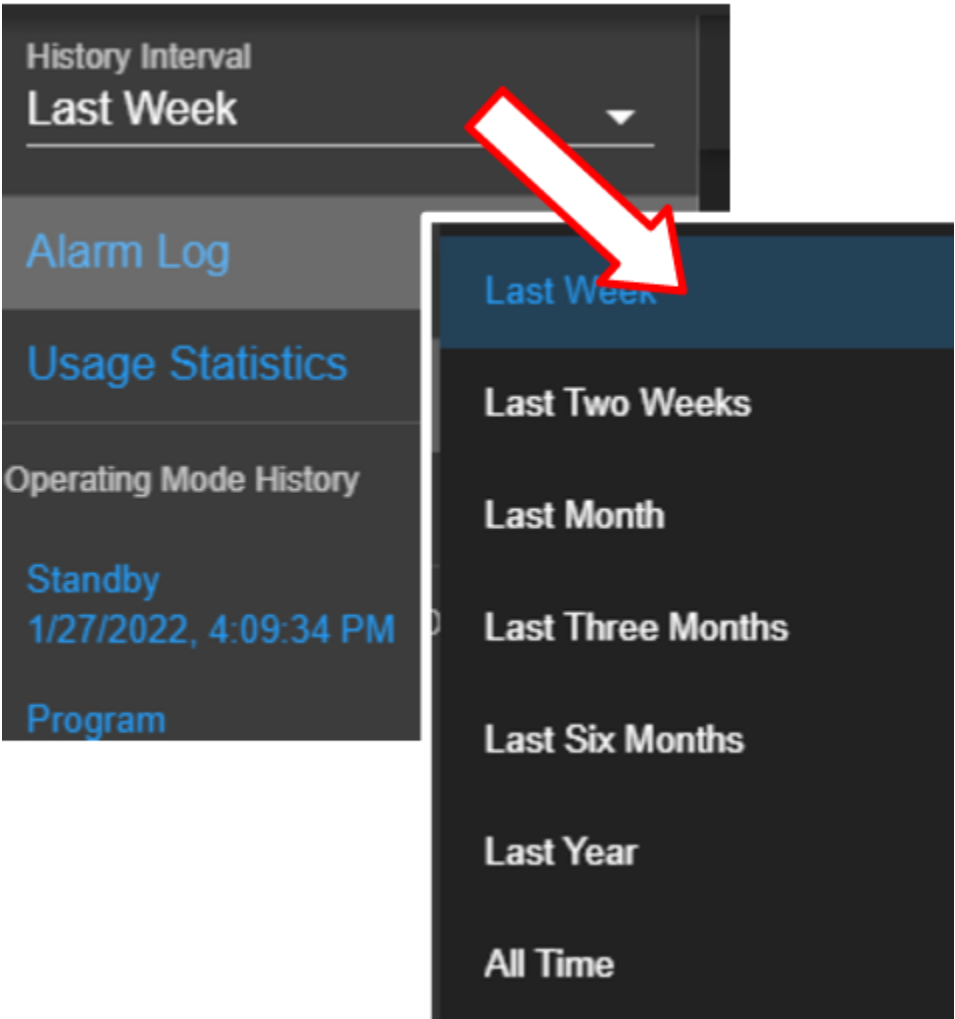 History Interval
Last Week
Alarm Log
Usage Statistics
Operating Mode History
Standby
1/27/2022, 4:09:34 PM
Program
Last Week
Last Two Weeks
Last Month
Last Three Months
Last Six Months
Last Year
All Time